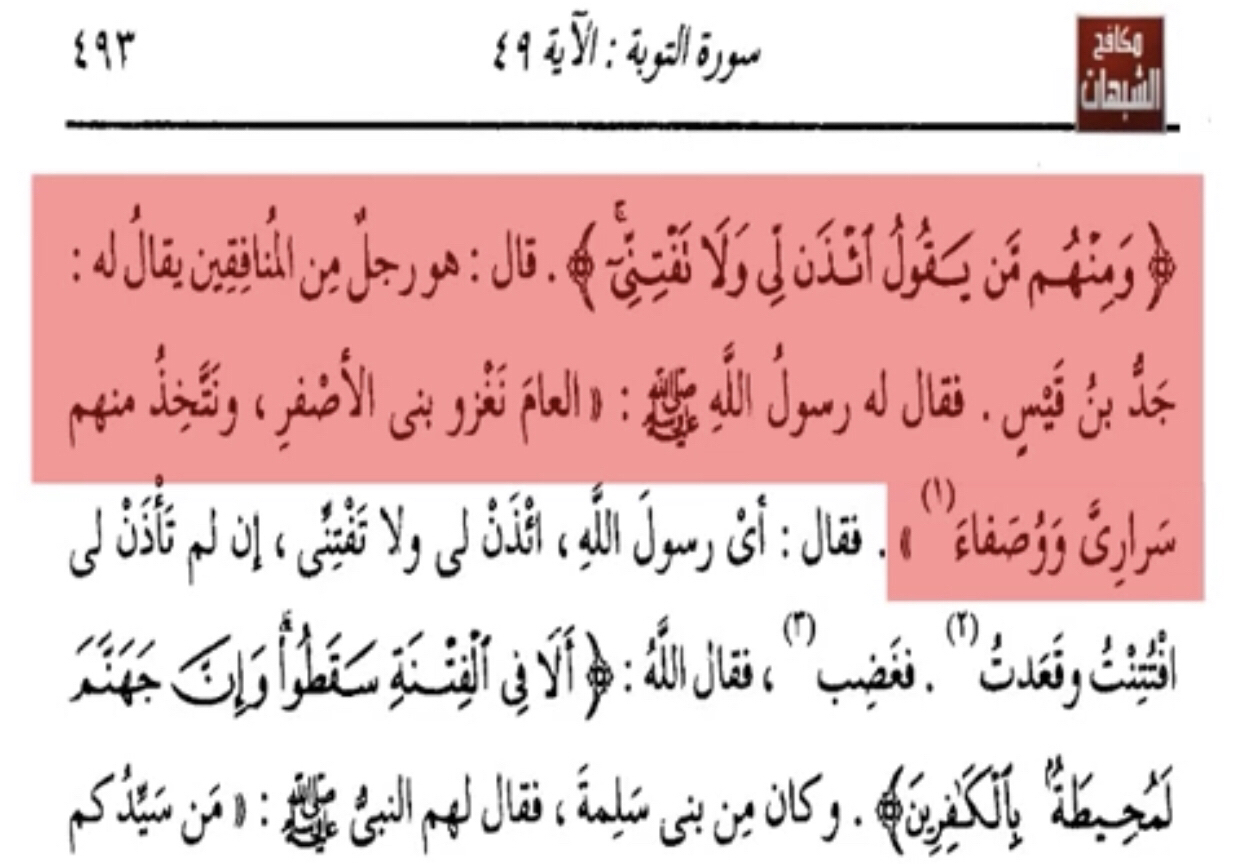 مكافح
الشبهات
سورة التوبة : الآية ٤٩
٤٩٣
﴿ وَمِنْهُم مَّن يَقُولُ ٱئْذَن لِّي وَلَا نَفْتِنِّيٓۚ ﴾ . قال : هو رجلٌ مِن المُنافِقِين يقالُ له :
جَدُّ بنُ قَيْسٍ . فقال له رسولُ اللَّهِ ﷺ : « العامَ نَغْزو بنى الأصْفرِ ، ونَتَّخِذُ منهم
سَرارِىَّ وَوُصَفاءَ(١) » . فقال : أىْ رسولَ اللَّهِ ، ائْذَنْ لى ولا تَفْتِنِّى ، إن لم تَأْذَنْ لى
افْتُتِنْتُ وقَعَدتُ(٢) . فغَضِب(٣) ، فقال اللَّهُ : ﴿ أَلَا فِى ٱلْفِتْنَةِ سَقَطُواْۗ وَإِنَّ جَهَنَّمَ
لَمُحِيطَةٌۢ بِٱلْكَٰفِرِينَ﴾ . وكان مِن بنى سَلِمةَ ، فقال لهم النبىُّ ﷺ : « مَن سَيِّدُكم